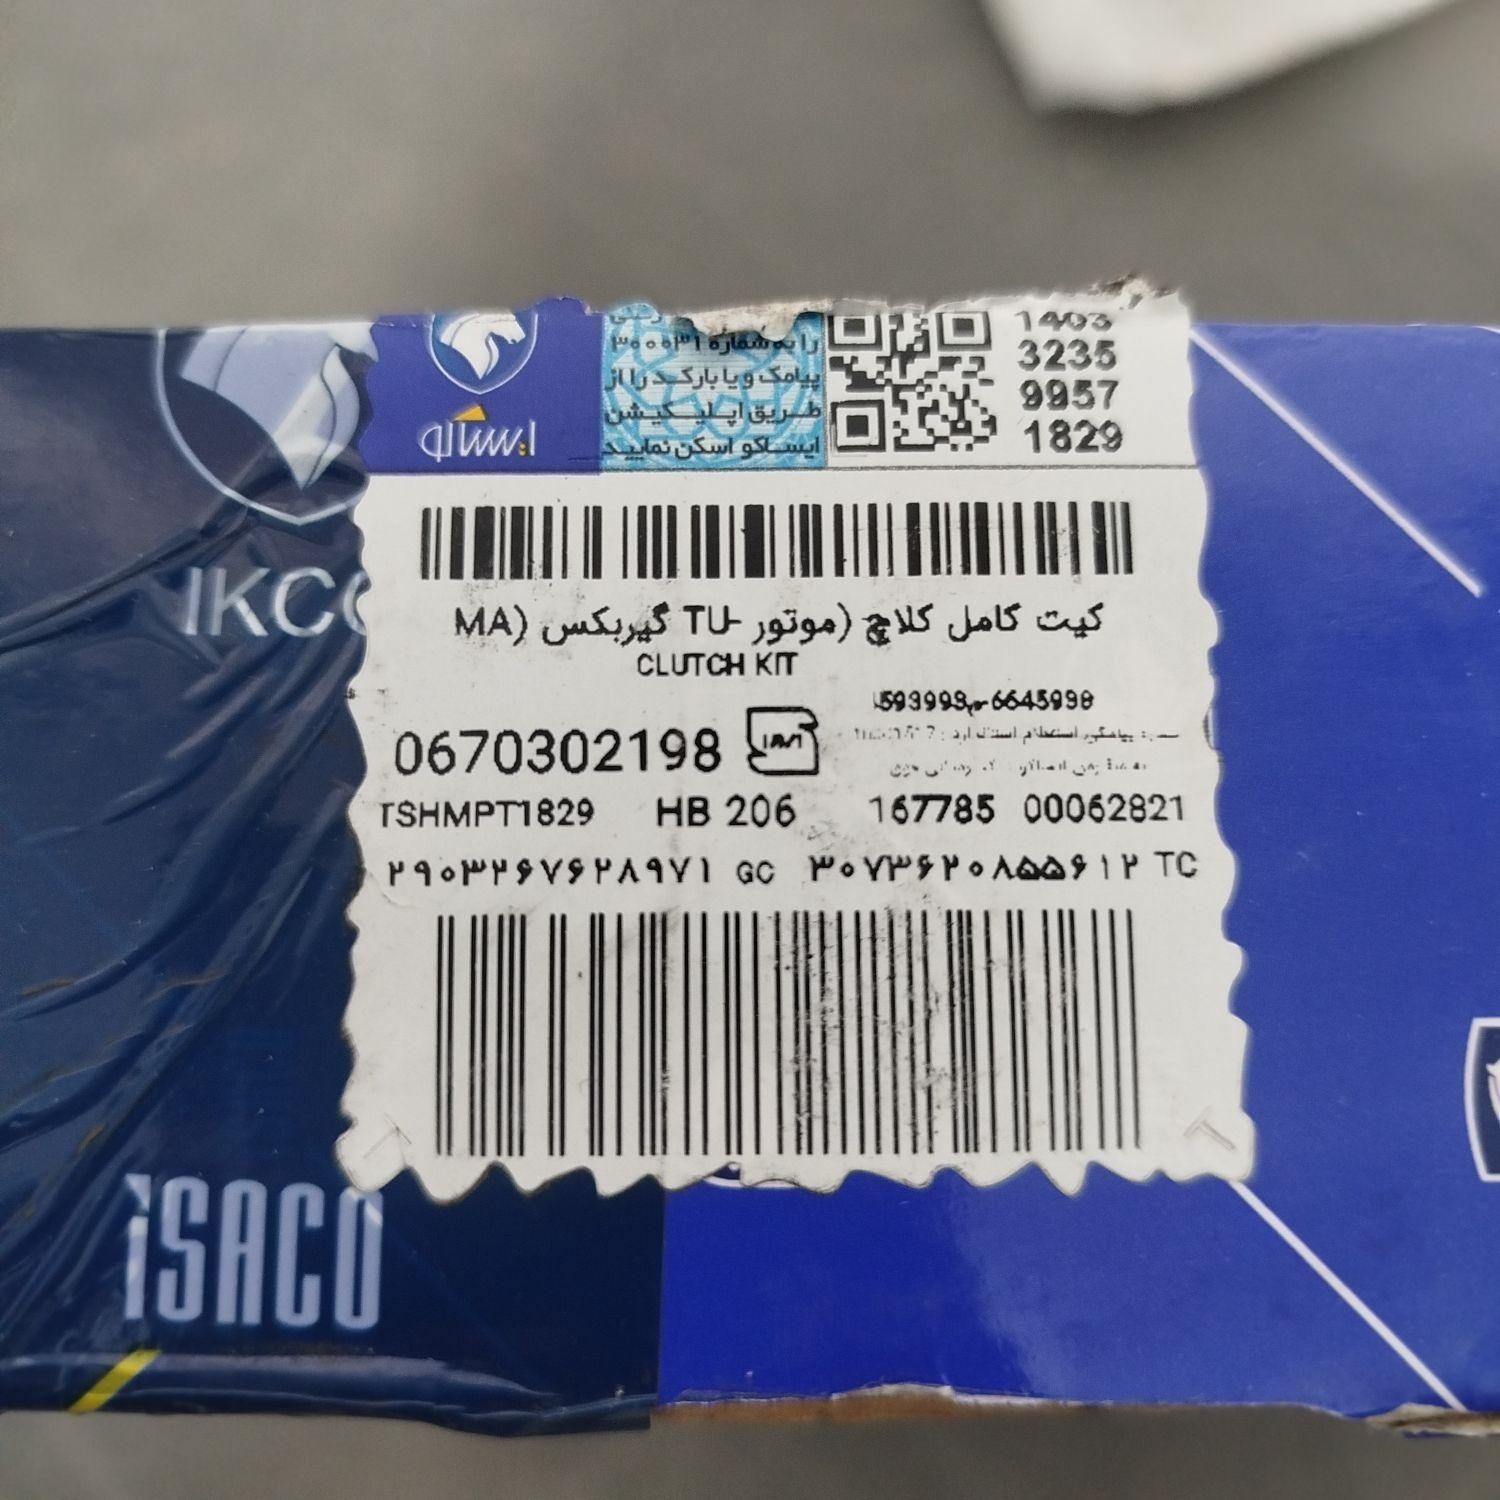 را به شماره ۳۰۰۰۳۱
پیامک و یا بارکد را از
طریق اپلیکیشن
ایساکو اسکن نمایید
1403
3235
9957
1829
ایساکو
IKCO
کیت کامل کلاچ (موتور TU- گیربکس MA)
CLUTCH KIT
0670302198
TSHMPT1829 HB 206 167785 00062821
۲۹۰۳۲۶۷۶۲۸۹۷۱ GC ۳۰۷۳۶۲۰۸۵۵۶۱۲ TC
iSACO